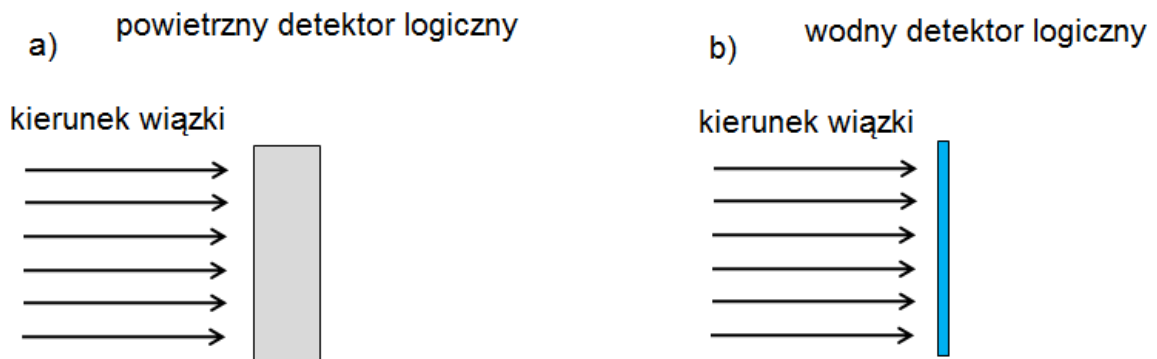 a) powietrzny detektor logiczny
kierunek wiązki
b) wodny detektor logiczny
kierunek wiązki